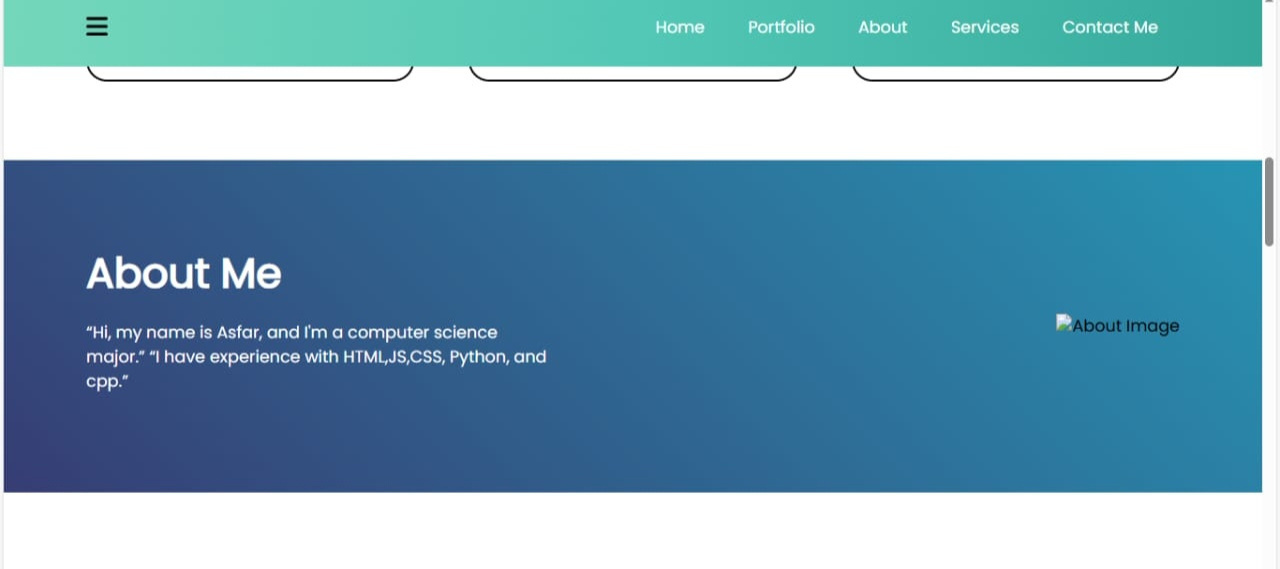 Home Portfolio About Services Contact Me
About Me
“Hi, my name is Asfar, and I'm a computer science
major.” “I have experience with HTML,JS,CSS, Python, and
cpp.”
About Image